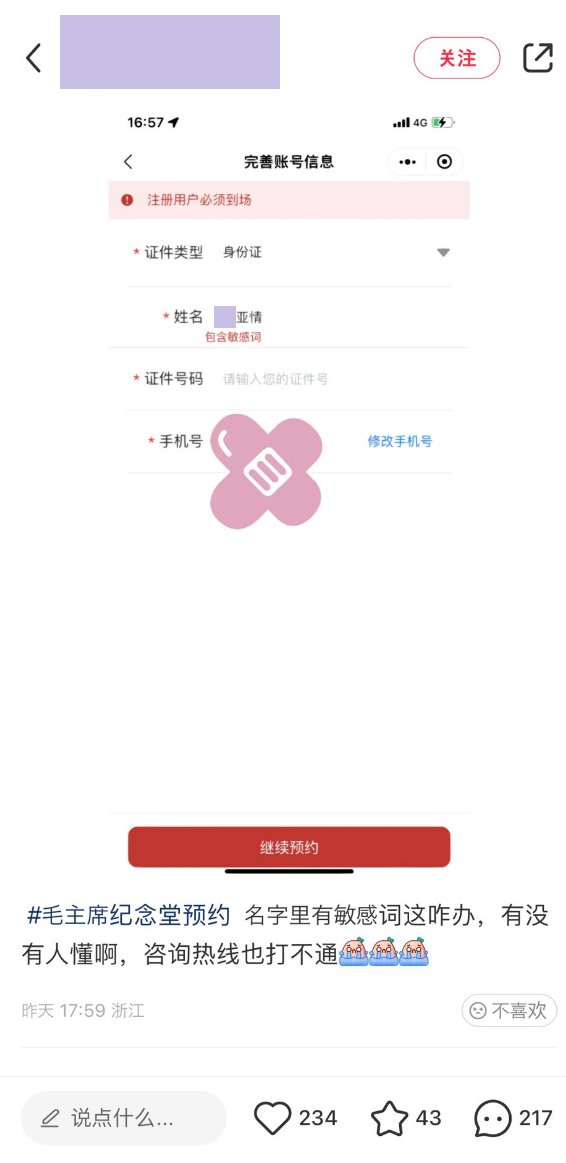 关注
16:57
4G
完善账号信息
注册用户必须到场
* 证件类型 身份证
* 姓名 亚情
包含敏感词
* 证件号码 请输入您的证件号
* 手机号 修改手机号
继续预约
#毛主席纪念堂预约 名字里有敏感词这咋办，有没
有人懂啊，咨询热线也打不通
昨天 17:59 浙江
不喜欢
说点什么...
234
43
217